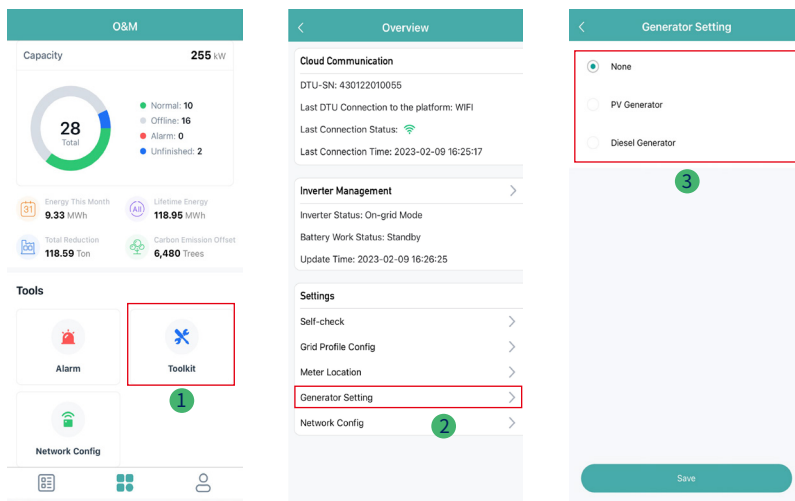 O&M
Capacity
255 kW
28
Total
Normal: 10
Offline: 16
Alarm: 0
Unfinished: 2
31
Energy This Month
9.33 MWh
All
Lifetime Energy
118.95 MWh
Total Reduction
118.59 Ton
Carbon Emission Offset
6,480 Trees
Tools
Alarm
Toolkit
1
Network Config
Overview
Cloud Communication
DTU-SN: 430122010055
Last DTU Connection to the platform: WIFI
Last Connection Status:
Last Connection Time: 2023-02-09 16:25:17
Inverter Management
Inverter Status: On-grid Mode
Battery Work Status: Standby
Update Time: 2023-02-09 16:26:25
Settings
Self-check
Grid Profile Config
Meter Location
Generator Setting
Network Config
2
Generator Setting
None
PV Generator
Diesel Generator
3
Save